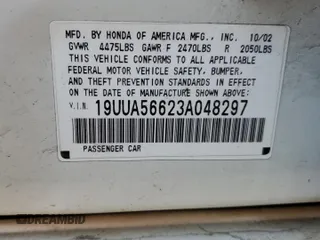 MFD. BY HONDA OF AMERICA MFG., INC. 10/02
GVWR 4475LBS GAWR F 2470LBS R 2050LBS
THIS VEHICLE CONFORMS TO ALL APPLICABLE
FEDERAL MOTOR VEHICLE SAFETY, BUMPER,
AND THEFT PREVENTION STANDARDS IN EFFECT
ON THE DATE OF MANUFACTURE SHOWN ABOVE.
V.I.N. 19UUA56623A048297
PASSENGER CAR
DREAMBID